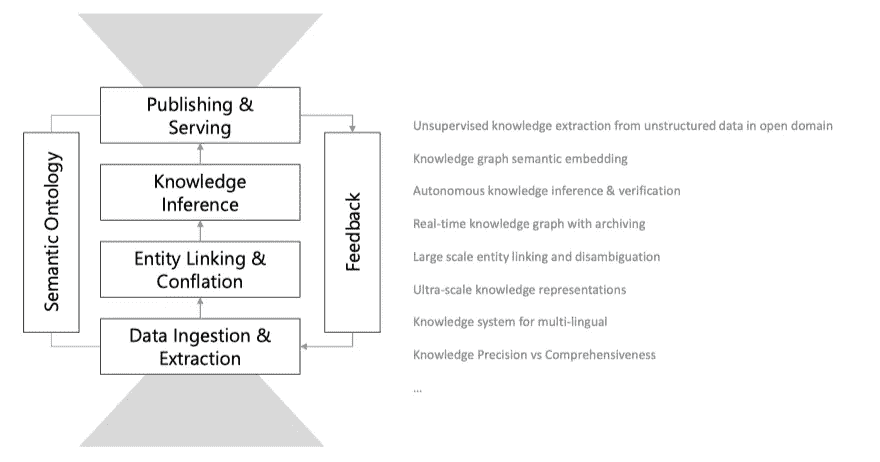 Publishing &
Serving
Knowledge
Inference
Entity Linking &
Conflation
Data Ingestion &
Extraction
Semantic Ontology
Feedback
Unsupervised knowledge extraction from unstructured data in open domain
Knowledge graph semantic embedding
Autonomous knowledge inference & verification
Real-time knowledge graph with archiving
Large scale entity linking and disambiguation
Ultra-scale knowledge representations
Knowledge system for multi-lingual
Knowledge Precision vs Comprehensiveness
...